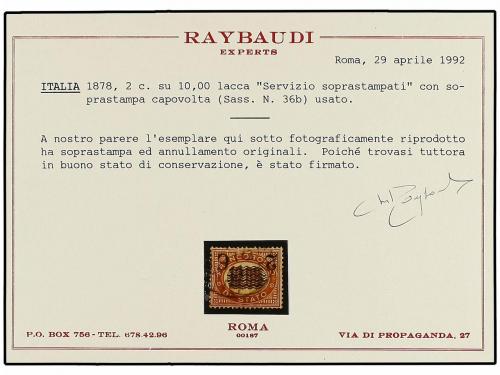 RAYBAUDI
EXPERTS
Roma, 29 aprile 1992
ITALIA 1878, 2 c. su 10,00 lacca "Servizio soprastampati" con so-
prastampa capovolta (Sass. N. 36b) usato.
A nostro parere l'esemplare qui sotto fotograficamente riprodotto
ha soprastampa ed annullamento originali. Poiché trovasi tuttora
in buono stato di conservazione, è stato firmato.
DI STATO
ROMA
00187
P.O. BOX 756 - TEL. 678.42.96
VIA DI PROPAGANDA, 27